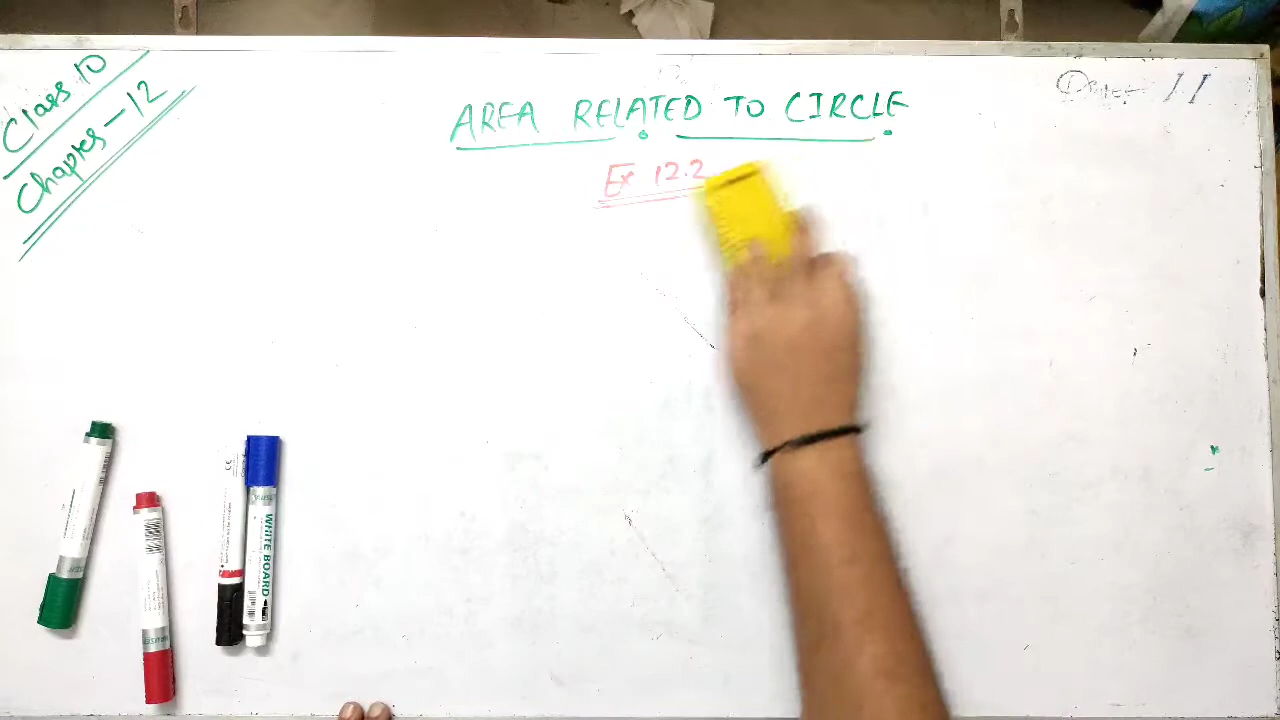 Class 10
Chapter - 12
AREA RELATED TO CIRCLE
Ex 12.2
WHITE BOARD